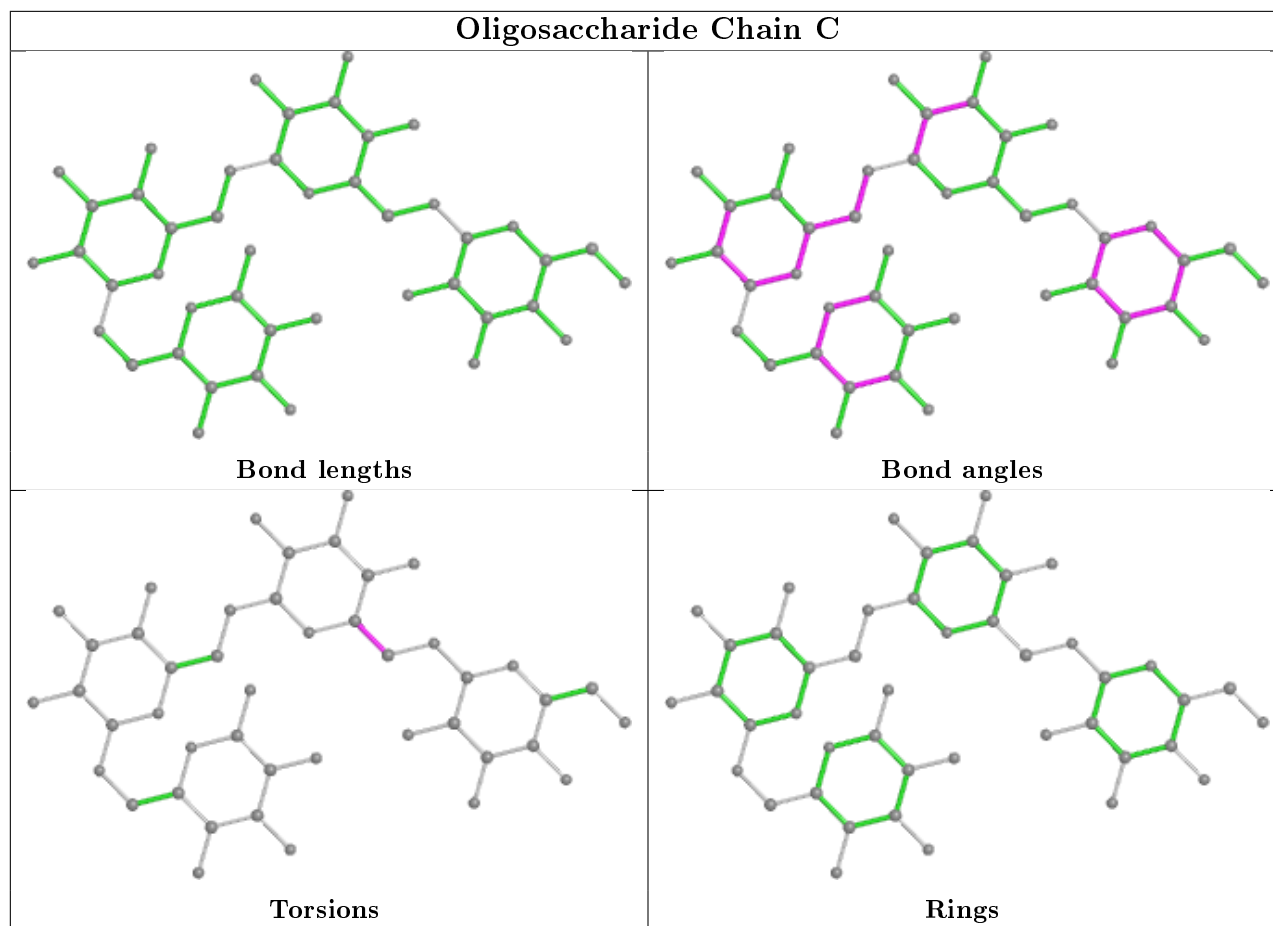 Oligosaccharide Chain C
Bond lengths
Bond angles
Torsions
Rings